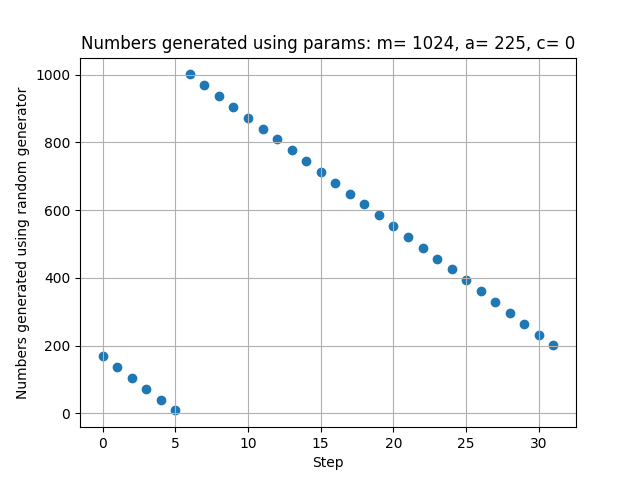 Numbers generated using params: m= 1024, a= 225, c= 0
Numbers generated using random generator
1000
800
600
400
200
0
0 5 10 15 20 25 30
Step